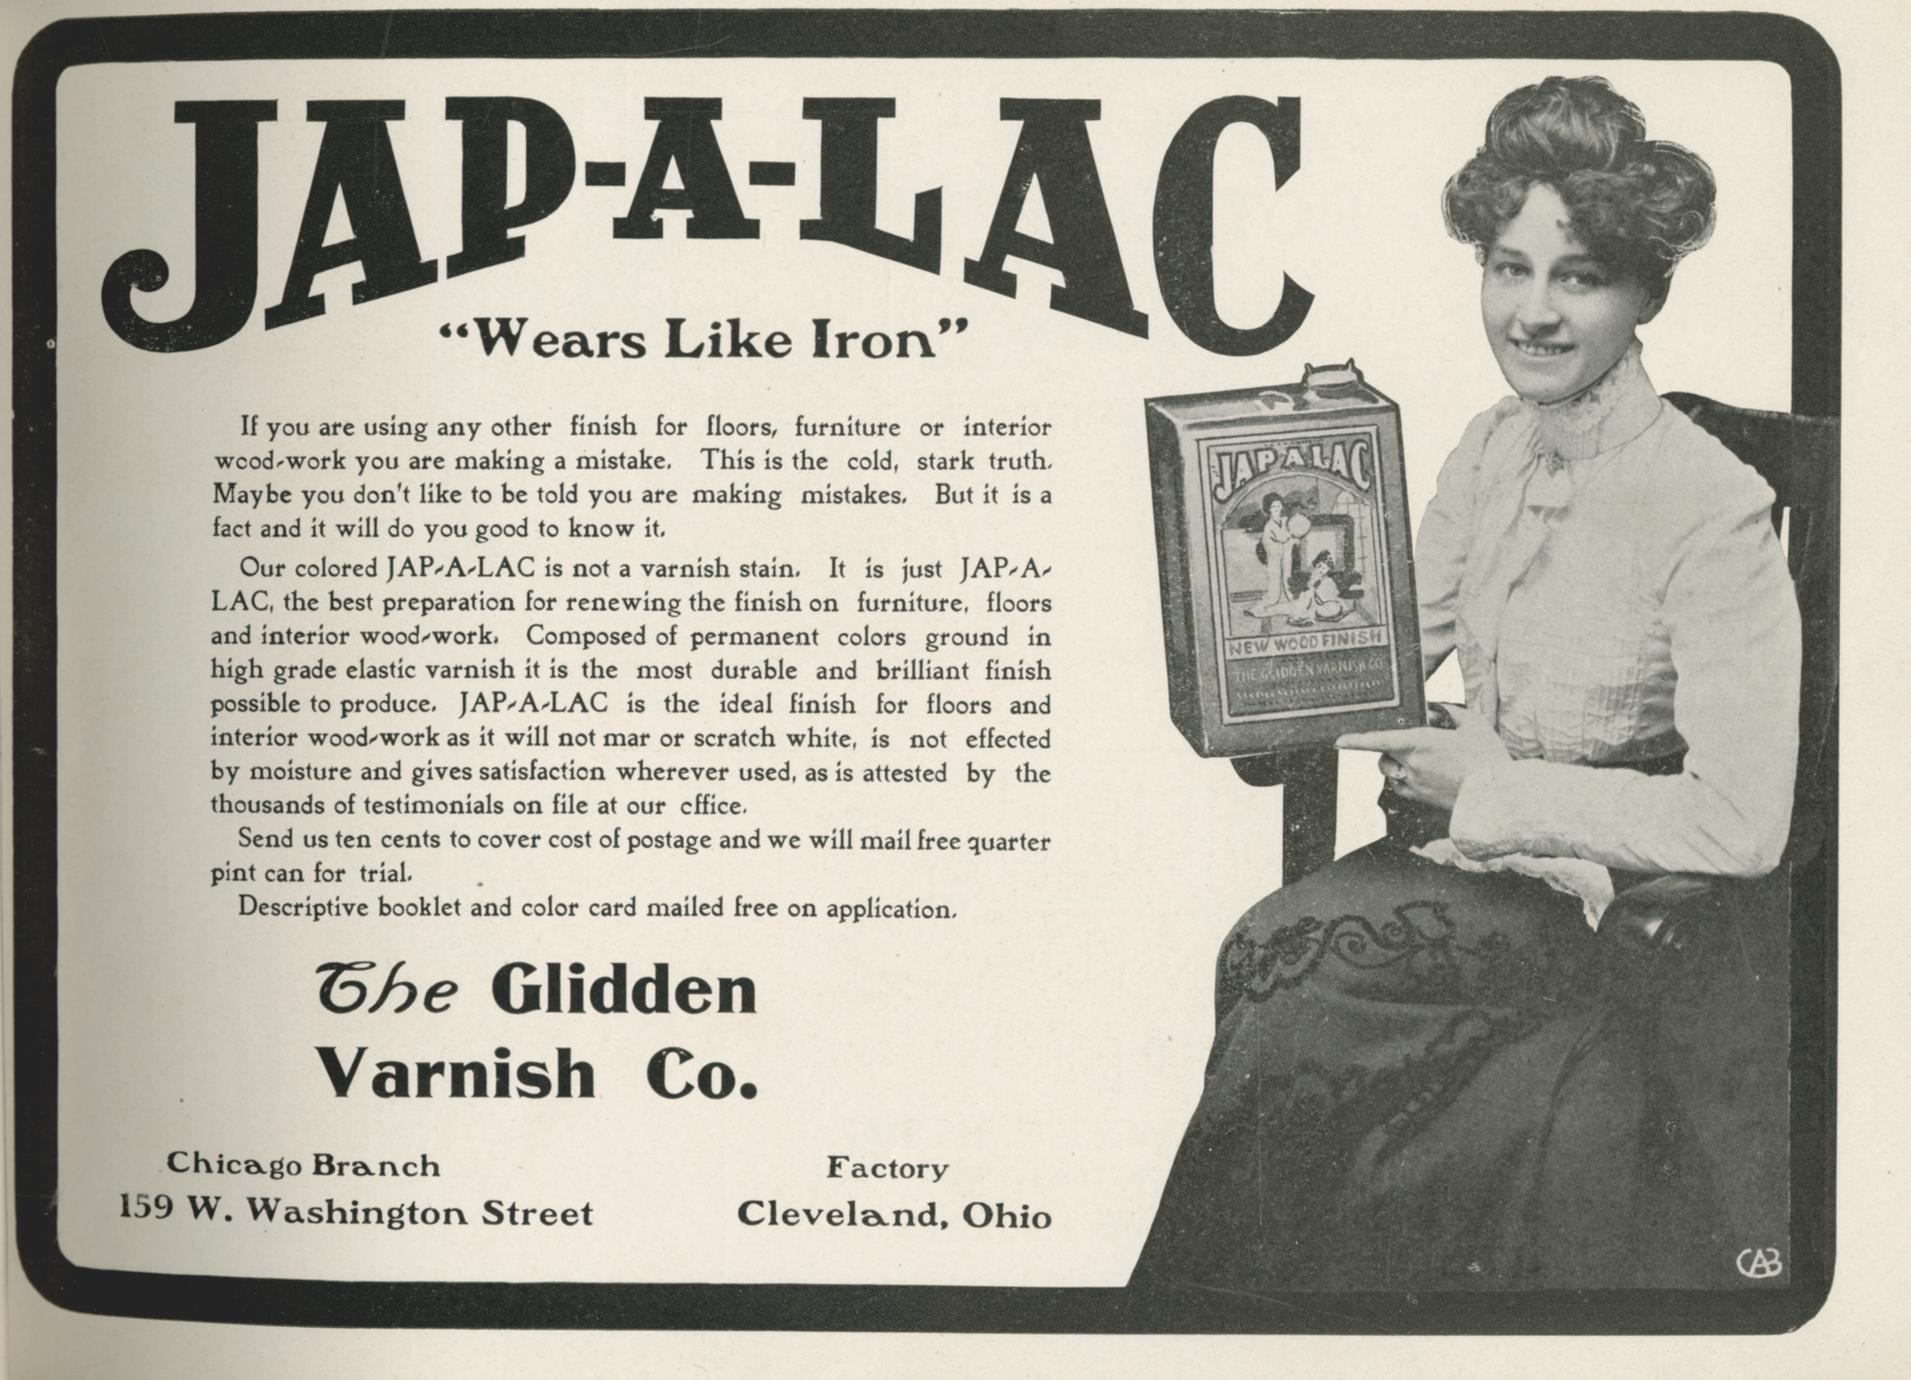 JAP-A-LAC
“Wears Like Iron”
If you are using any other finish for floors, furniture or interior
wood-work you are making a mistake. This is the cold, stark truth.
Maybe you don't like to be told you are making mistakes. But it is a
fact and it will do you good to know it.
Our colored JAP-A-LAC is not a varnish stain. It is just JAP-A-
LAC, the best preparation for renewing the finish on furniture, floors
and interior wood-work. Composed of permanent colors ground in
high grade elastic varnish it is the most durable and brilliant finish
possible to produce. JAP-A-LAC is the ideal finish for floors and
interior wood-work as it will not mar or scratch white, is not effected
by moisture and gives satisfaction wherever used, as is attested by the
thousands of testimonials on file at our cffice.
Send us ten cents to cover cost of postage and we will mail free quarter
pint can for trial.
Descriptive booklet and color card mailed free on application.
The Glidden
Varnish Co.
Chicago Branch
159 W. Washington Street
Factory
Cleveland, Ohio
JAP A LAC
NEW WOOD FINISH
THE GLIDDEN VARNISH CO
CAB